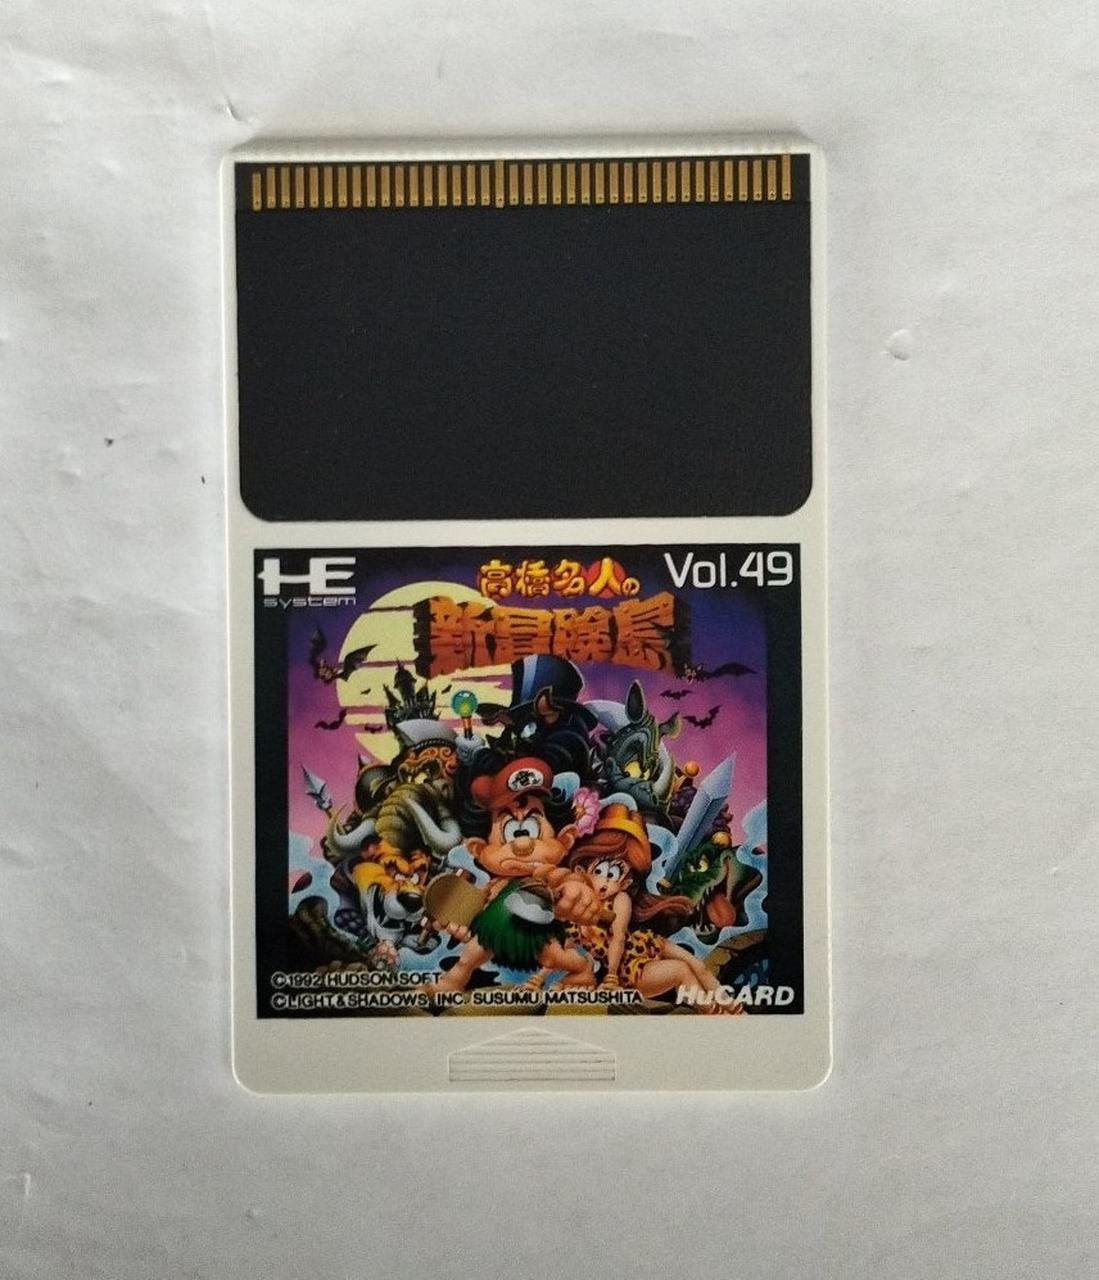 HE
system
Vol.49
高橋名人の
新冒険島
©1992 HUDSON SOFT
©LIGHT&SHADOWS, INC. SUSUMU MATSUSHITA
HuCARD